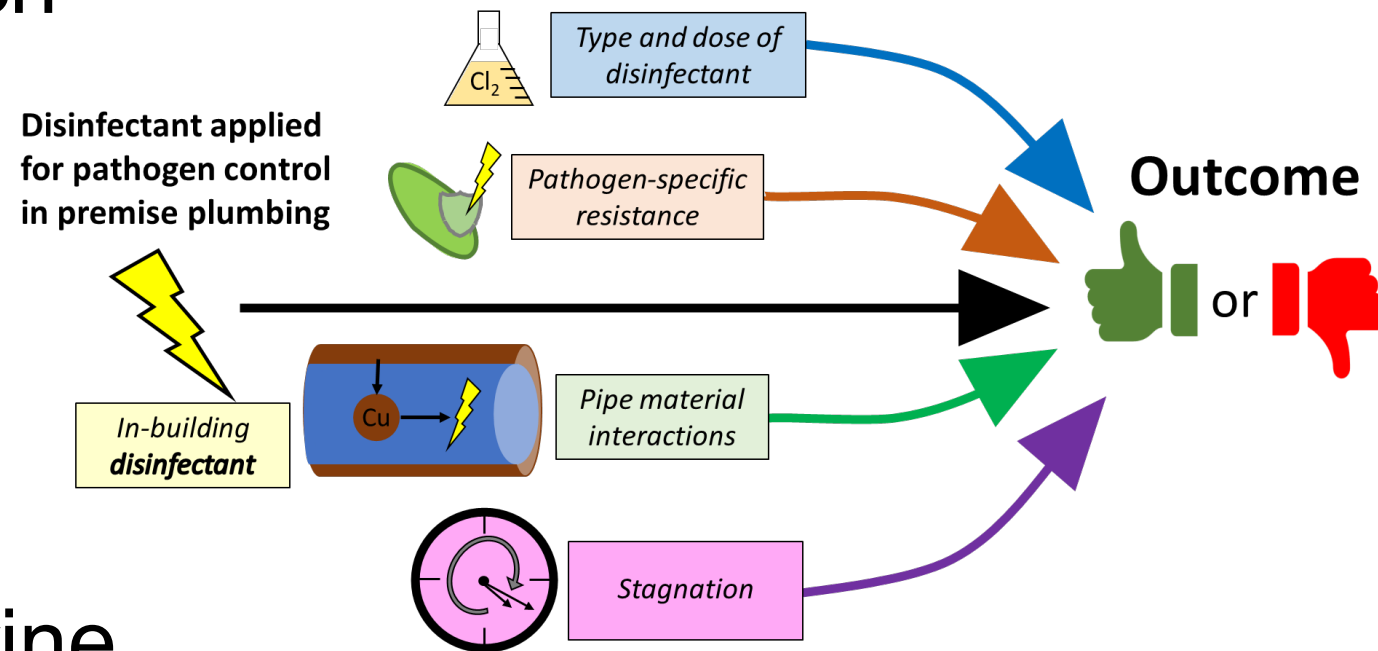 Cl₂
Type and dose of
disinfectant
Disinfectant applied
for pathogen control
in premise plumbing
Pathogen-specific
resistance
Outcome
or
In-building
disinfectant
Cu
Pipe material
interactions
Stagnation